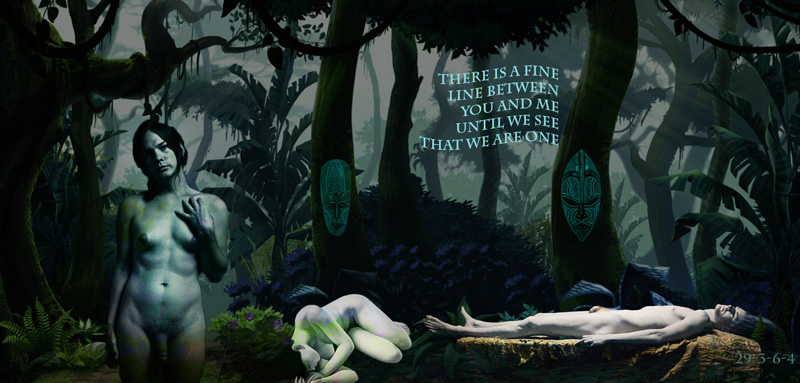 THERE IS A FINE
LINE BETWEEN
YOU AND ME
UNTIL WE SEE
THAT WE ARE ONE
29-3-6-4